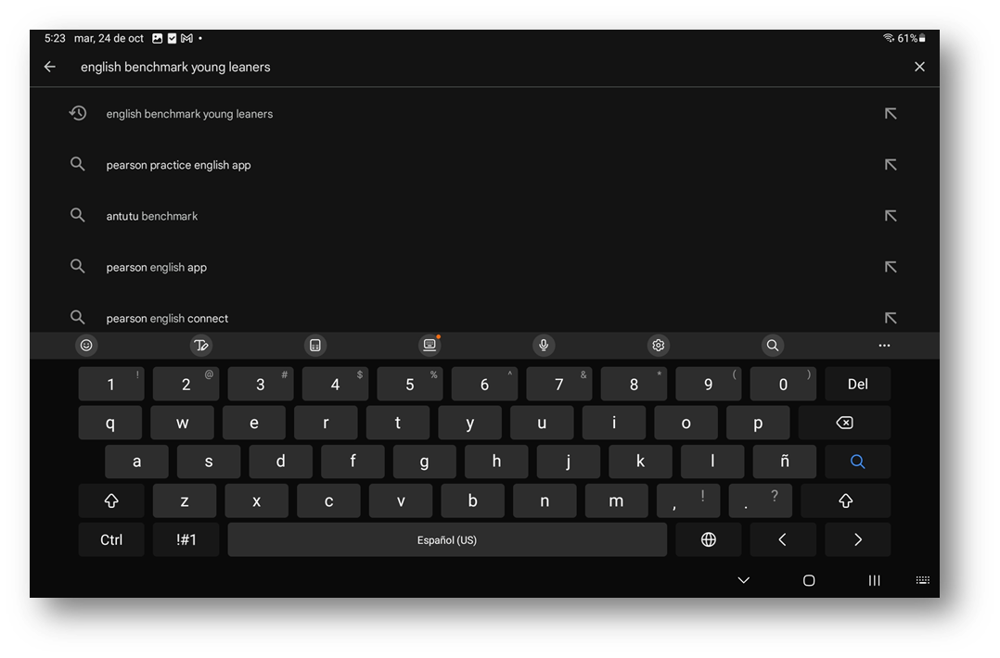 5:23 mar, 24 de oct 61%
english benchmark young leaners
english benchmark young leaners
pearson practice english app
antutu benchmark
pearson english app
pearson english connect
1 ! 2 @ 3 # 4 $ 5 % 6 ^ 7 & 8 * 9 ( 0 ) Del
q w e r t y u i o p
a s d f g h j k l ñ
z x c v b n m , ! . ?
Ctrl !#1 Español (US) < >